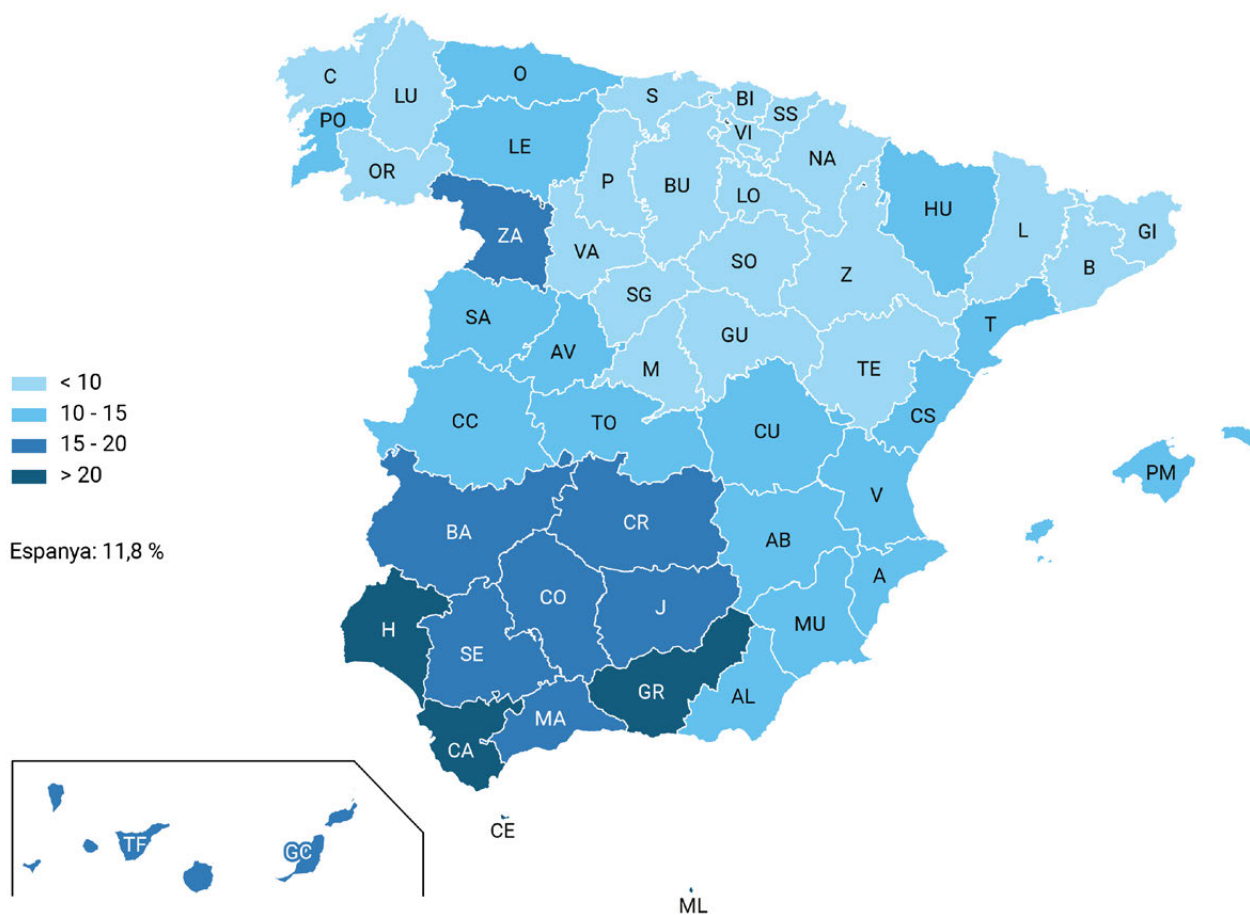 C
LU
O
S
BI
SS
PO
LE
VI
NA
OR
P
BU
LO
HU
L
GI
ZA
VA
SO
Z
B
SG
SA
AV
GU
T
M
TE
< 10
10 - 15
15 - 20
> 20
CC
TO
CU
CS
PM
V
Espanya: 11,8 %
BA
CR
AB
A
CO
J
H
SE
MU
GR
AL
MA
CA
CE
TF
GC
ML